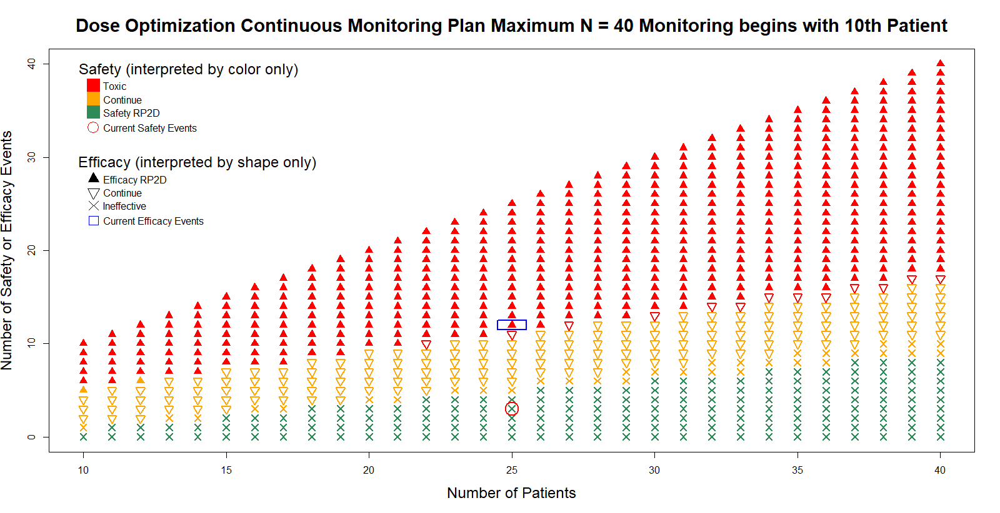 Dose Optimization Continuous Monitoring Plan Maximum N = 40 Monitoring begins with 10th Patient
Number of Safety or Efficacy Events
40
30
20
10
0
Safety (interpreted by color only)
Toxic
Continue
Safety RP2D
Current Safety Events
Efficacy (interpreted by shape only)
Efficacy RP2D
Continue
Ineffective
Current Efficacy Events
10 15 20 25 30 35 40
Number of Patients